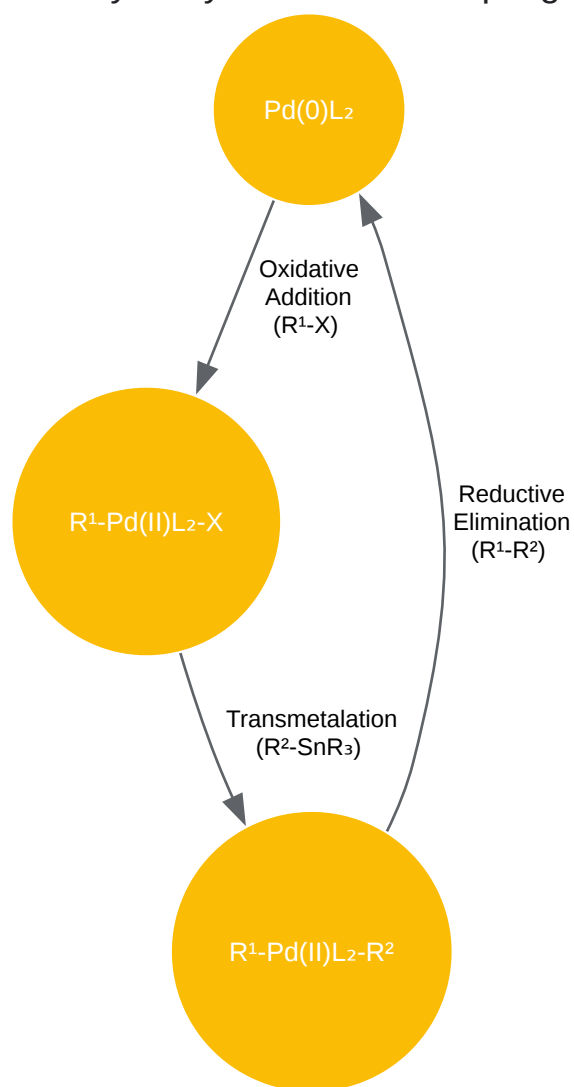 Pd(0)L₂
Oxidative
Addition
(R¹-X)
R¹-Pd(II)L₂-X
Reductive
Elimination
(R¹-R²)
Transmetalation
(R²-SnR₃)
R¹-Pd(II)L₂-R²